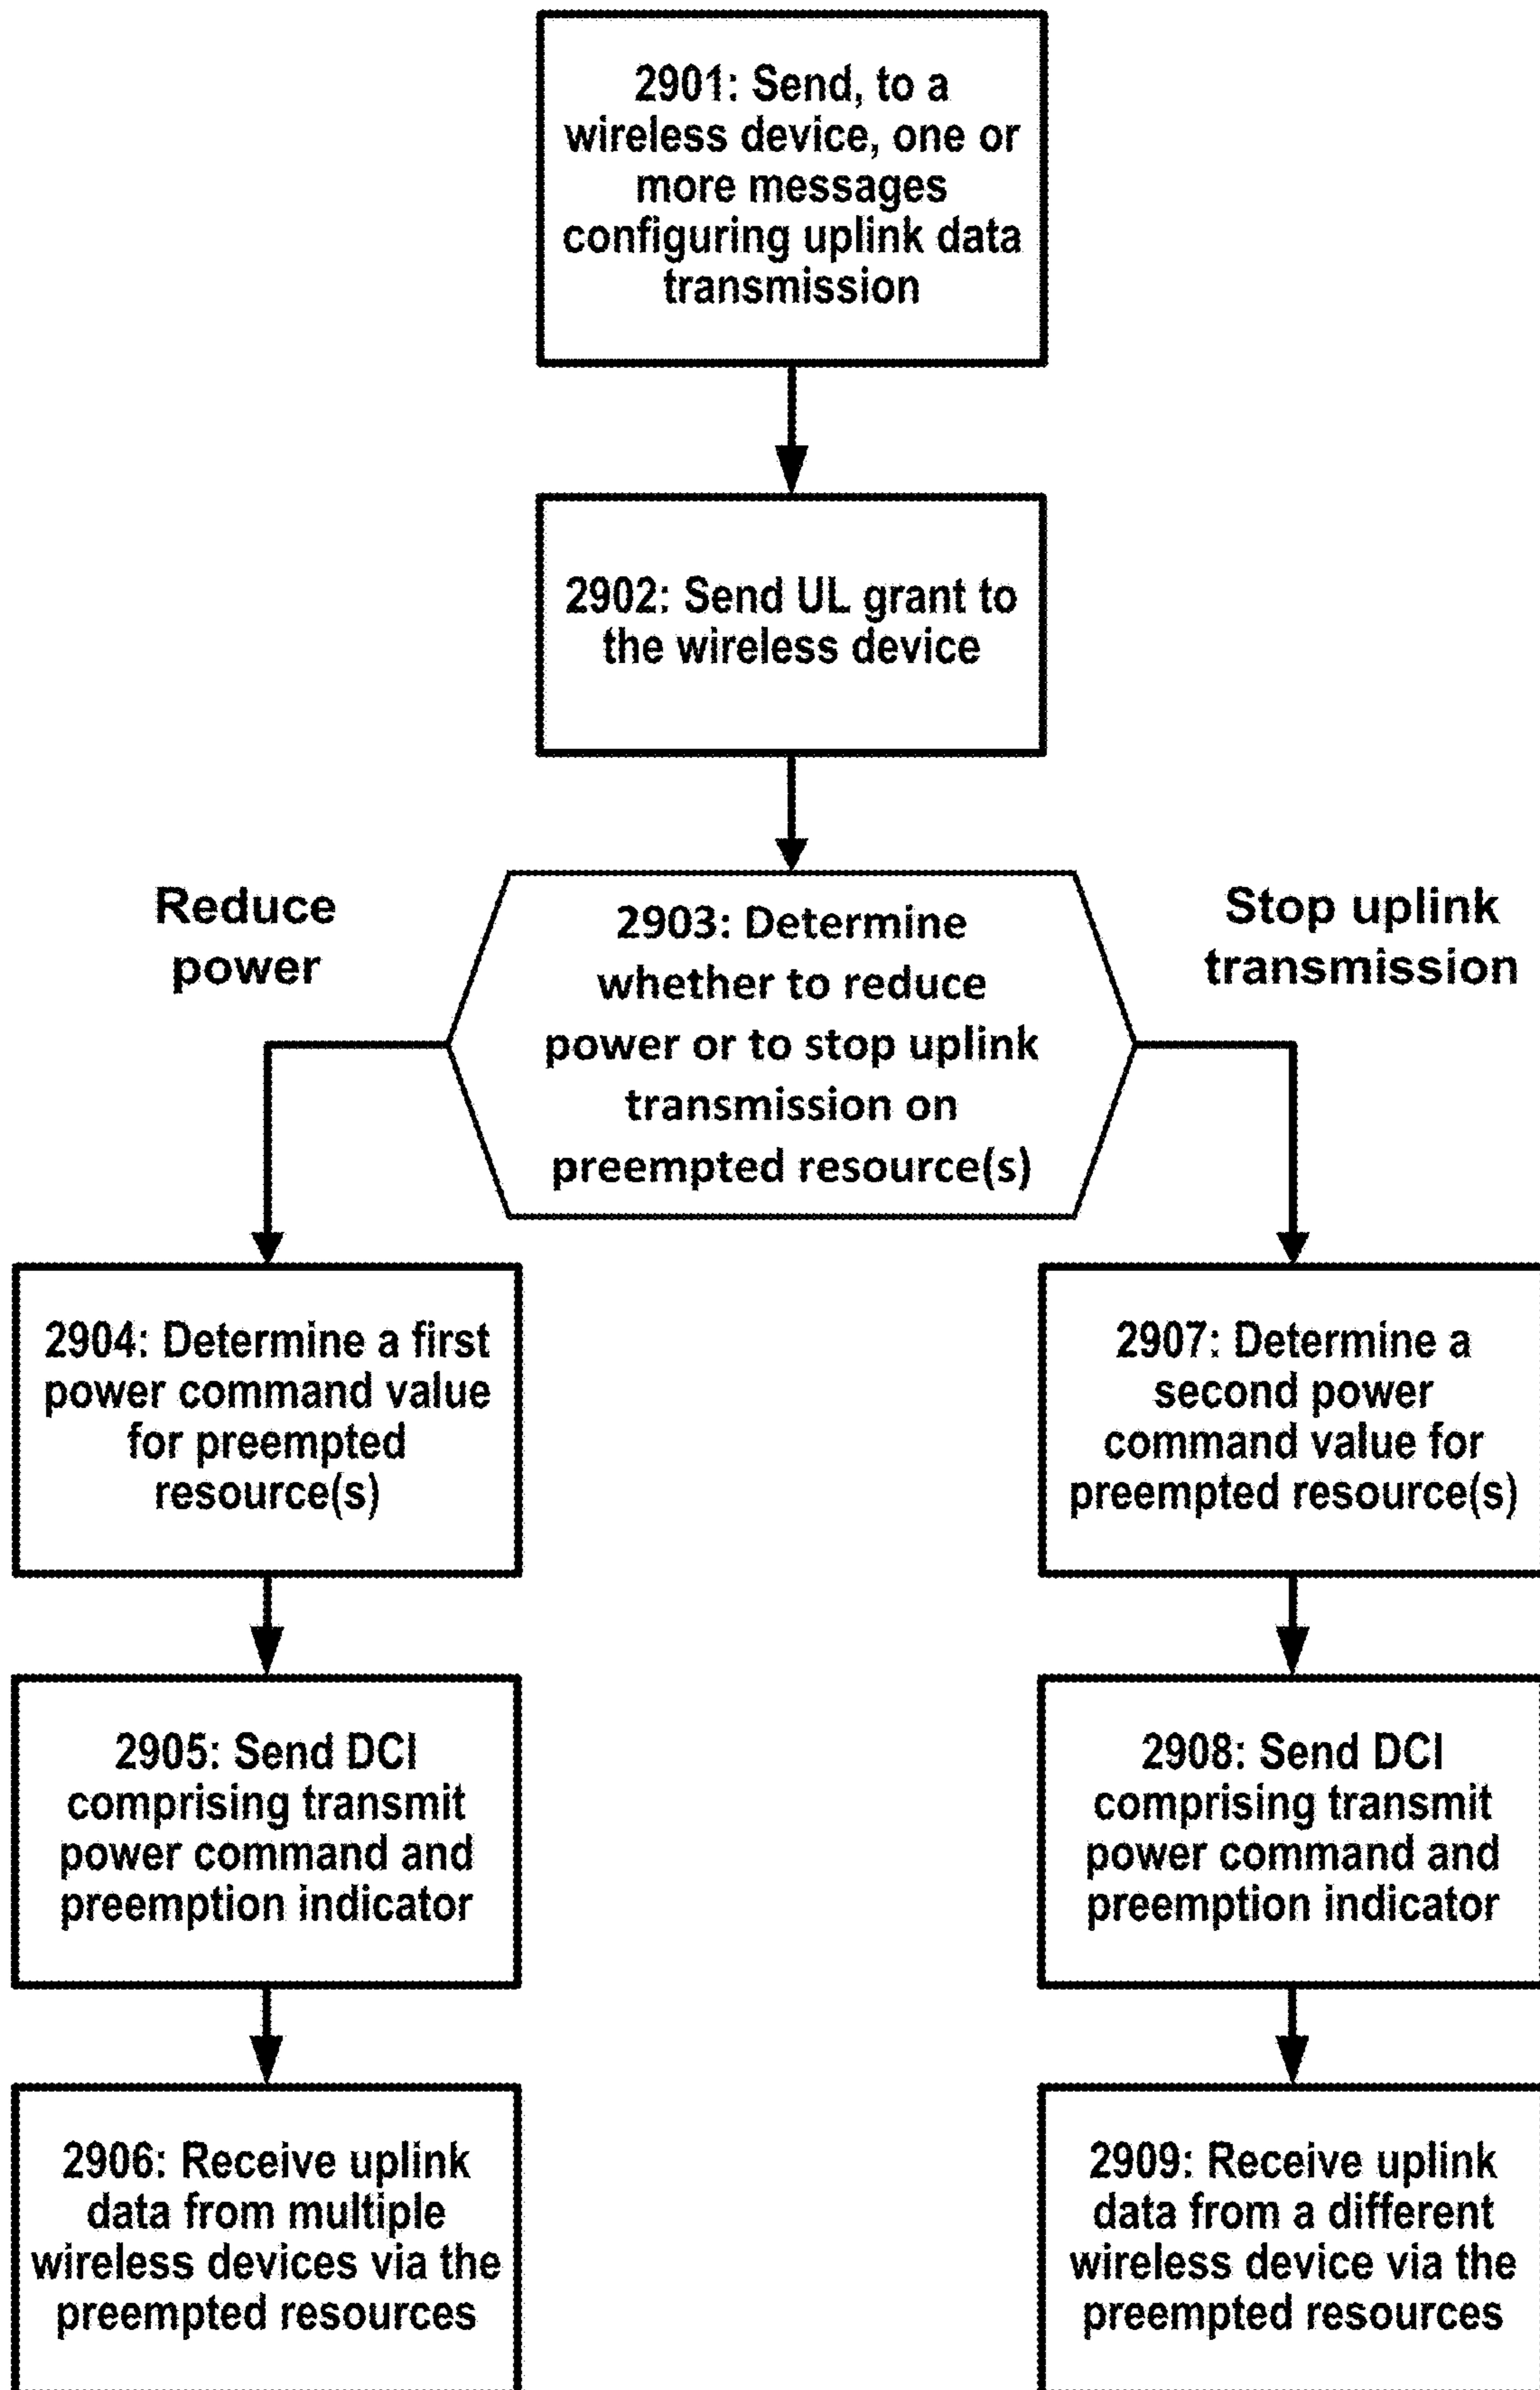 2901: Send, to a
wireless device, one or
more messages
configuring uplink data
transmission
2902: Send UL grant to
the wireless device
Reduce
power
2903: Determine
whether to reduce
power or to stop uplink
transmission on
preempted resource(s)
Stop uplink
transmission
2904: Determine a first
power command value
for preempted
resource(s)
2905: Send DCI
comprising transmit
power command and
preemption indicator
2906: Receive uplink
data from multiple
wireless devices via the
preempted resources
2907: Determine a
second power
command value for
preempted resource(s)
2908: Send DCI
comprising transmit
power command and
preemption indicator
2909: Receive uplink
data from a different
wireless device via the
preempted resources